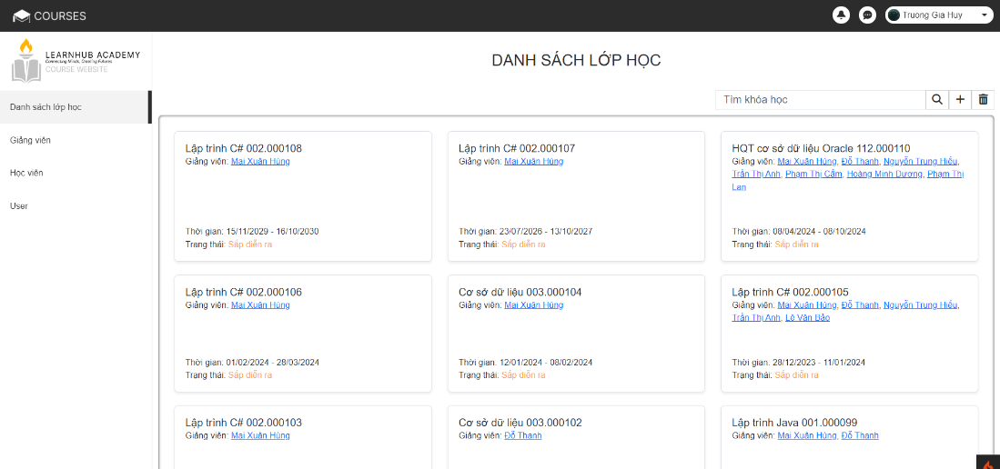 COURSES
Truong Gia Huy
LEARNHUB ACADEMY
Connecting Minds, Creating Futures
COURSE WEBSITE
Danh sách lớp học
Giảng viên
Học viên
User
DANH SÁCH LỚP HỌC
Tìm khóa học
Lập trình C# 002.000108
Giảng viên: Mai Xuân Hùng
Thời gian: 15/11/2029 - 16/10/2030
Trạng thái: Sắp diễn ra
Lập trình C# 002.000107
Giảng viên: Mai Xuân Hùng
Thời gian: 23/07/2026 - 13/10/2027
Trạng thái: Sắp diễn ra
HQT cơ sở dữ liệu Oracle 112.000110
Giảng viên: Mai Xuân Hùng, Đỗ Thanh, Nguyễn Trung Hiếu,
Trần Thị Anh, Phạm Thị Cẩm, Hoàng Minh Dương, Phạm Thị
Lan
Thời gian: 08/04/2024 - 08/10/2024
Trạng thái: Sắp diễn ra
Lập trình C# 002.000106
Giảng viên: Mai Xuân Hùng
Thời gian: 01/02/2024 - 28/03/2024
Trạng thái: Sắp diễn ra
Cơ sở dữ liệu 003.000104
Giảng viên: Mai Xuân Hùng
Thời gian: 12/01/2024 - 08/02/2024
Trạng thái: Sắp diễn ra
Lập trình C# 002.000105
Giảng viên: Mai Xuân Hùng, Đỗ Thanh, Nguyễn Trung Hiếu,
Trần Thị Anh, Lê Văn Bảo
Thời gian: 28/12/2023 - 11/01/2024
Trạng thái: Sắp diễn ra
Lập trình C# 002.000103
Giảng viên: Mai Xuân Hùng
Cơ sở dữ liệu 003.000102
Giảng viên: Đỗ Thanh
Lập trình Java 001.000099
Giảng viên: Mai Xuân Hùng, Đỗ Thanh